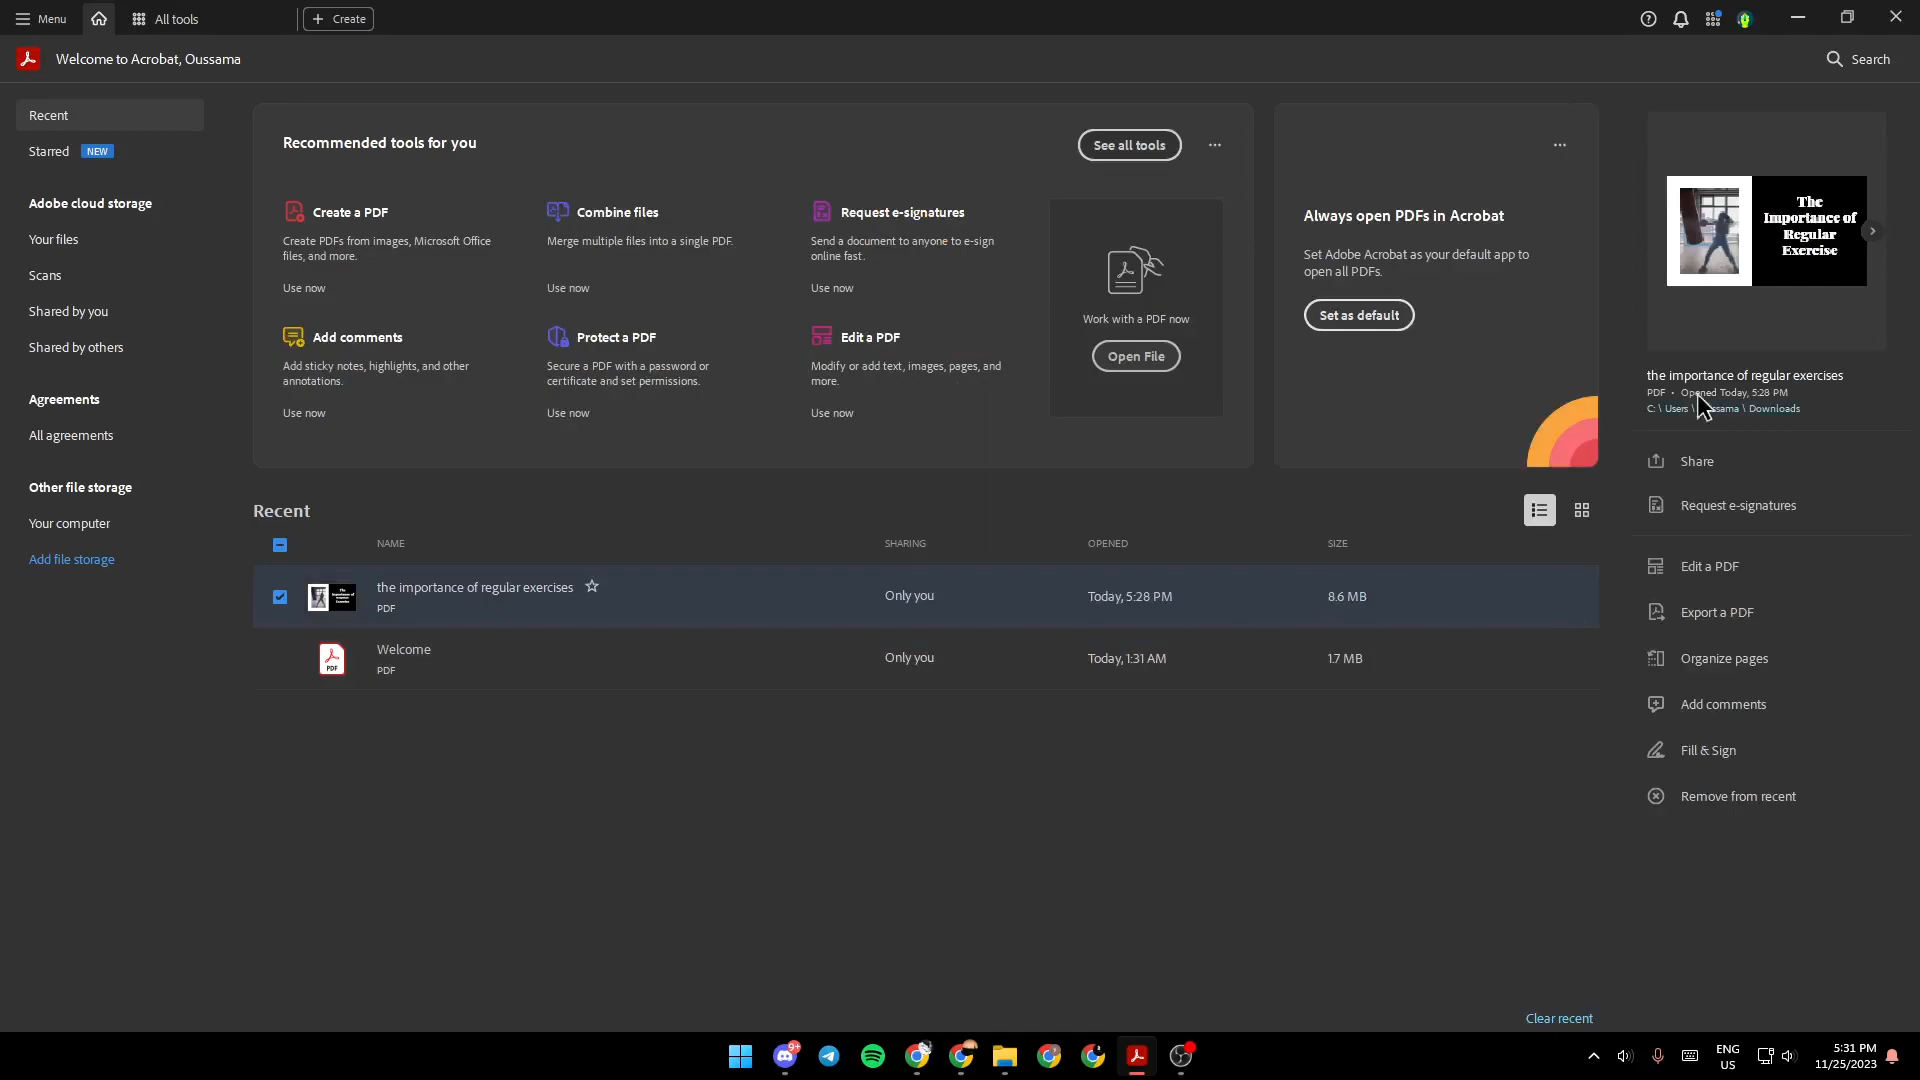 Menu
All tools
Create
Welcome to Acrobat, Oussama
Search
Recent
Starred NEW
Adobe cloud storage
Your files
Scans
Shared by you
Shared by others
Agreements
All agreements
Other file storage
Your computer
Add file storage
Recommended tools for you
See all tools
Create a PDF
Create PDFs from images, Microsoft Office
files, and more.
Use now
Combine files
Merge multiple files into a single PDF.
Use now
Request e-signatures
Send a document to anyone to e-sign
online fast.
Use now
Add comments
Add sticky notes, highlights, and other
annotations.
Use now
Protect a PDF
Secure a PDF with a password or
certificate and set permissions.
Use now
Edit a PDF
Modify or add text, images, pages, and
more.
Use now
Work with a PDF now
Open File
Always open PDFs in Acrobat
Set Adobe Acrobat as your default app to
open all PDFs.
Set as default
Recent
NAME SHARING OPENED SIZE
the importance of regular exercises
PDF
Only you Today, 5:28 PM 8.6 MB
Welcome
PDF
Only you Today, 1:31 AM 1.7 MB
Clear recent
The
Importance of
Regular
Exercise
the importance of regular exercises
PDF • Opened Today, 5:28 PM
C: \ Users \ \ Downloads
Share
Request e-signatures
Edit a PDF
Export a PDF
Organize pages
Add comments
Fill & Sign
Remove from recent
9+
ENG
US
5:31 PM
11/25/2023